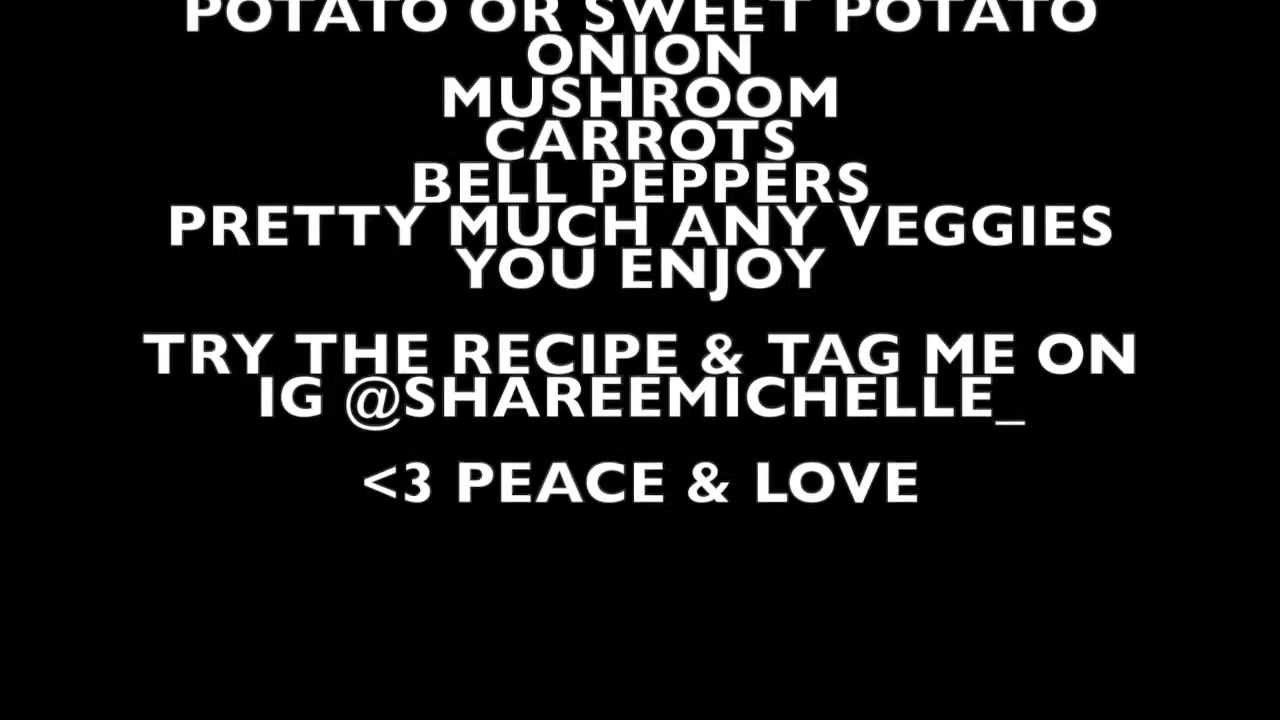 POTATO OR SWEET POTATO
ONION
MUSHROOM
CARROTS
BELL PEPPERS
PRETTY MUCH ANY VEGGIES
YOU ENJOY
TRY THE RECIPE & TAG ME ON
IG @SHAREEMICHELLE_
<3 PEACE & LOVE